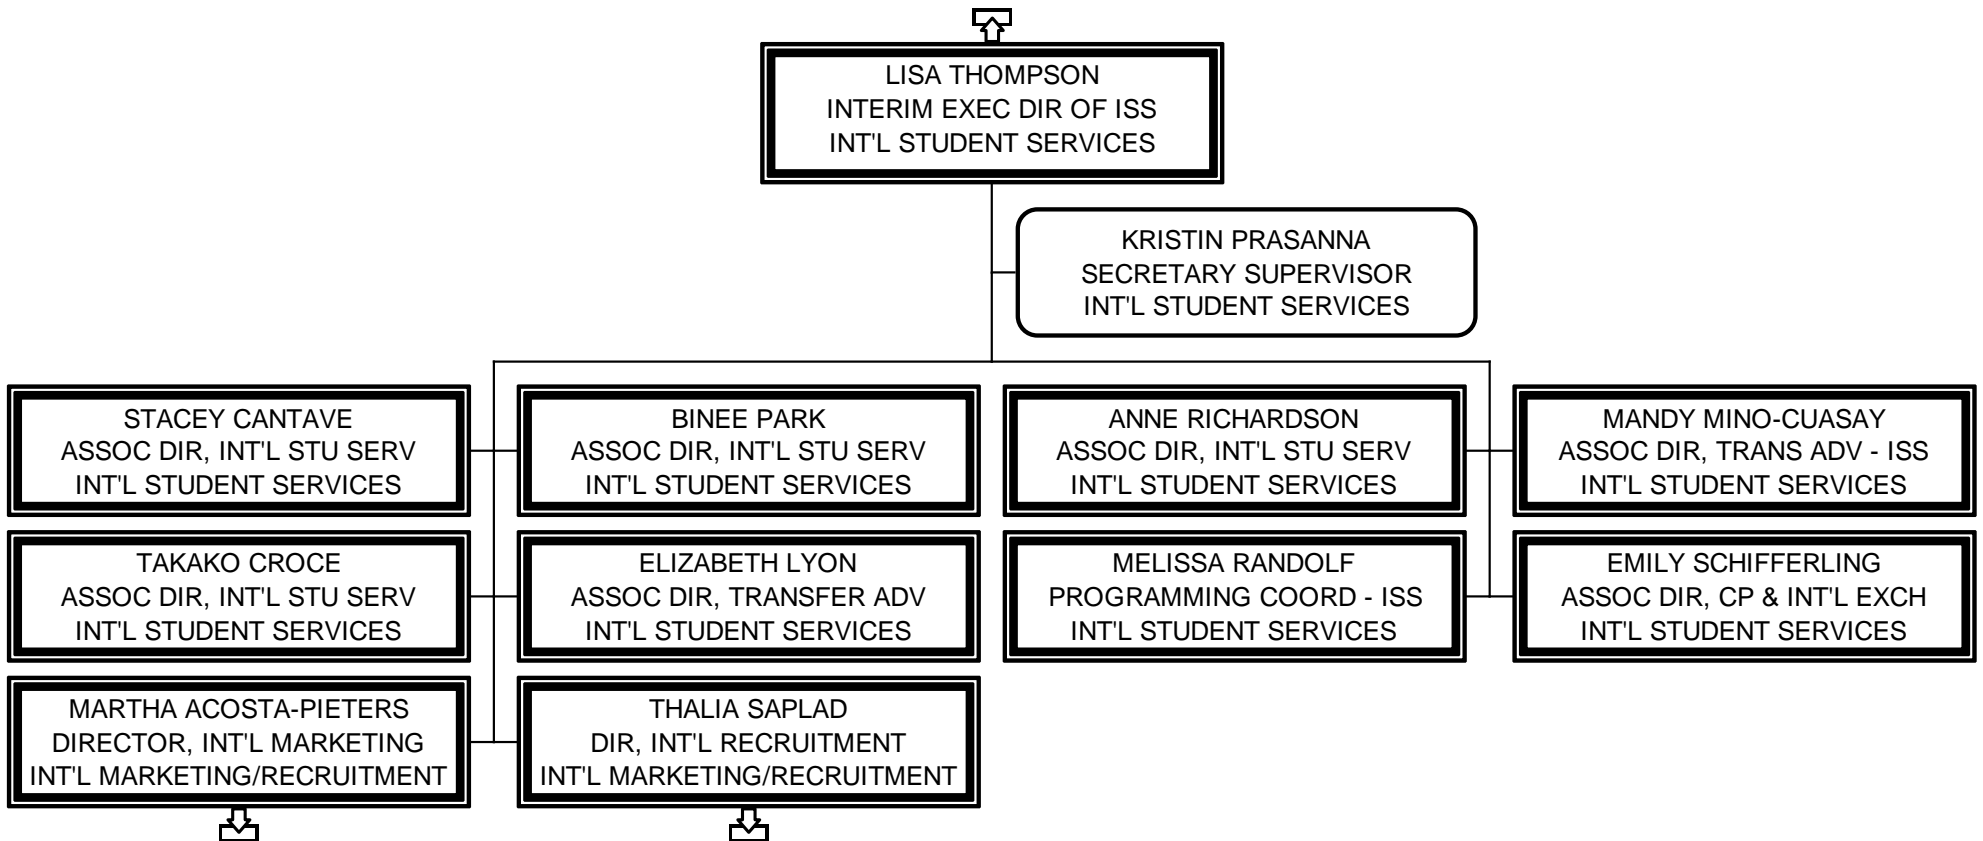 LISA THOMPSON
INTERIM EXEC DIR OF ISS
INT'L STUDENT SERVICES
KRISTIN PRASANNA
SECRETARY SUPERVISOR
INT'L STUDENT SERVICES
STACEY CANTAVE
ASSOC DIR, INT'L STU SERV
INT'L STUDENT SERVICES
BINEE PARK
ASSOC DIR, INT'L STU SERV
INT'L STUDENT SERVICES
ANNE RICHARDSON
ASSOC DIR, INT'L STU SERV
INT'L STUDENT SERVICES
MANDY MINO-CUASAY
ASSOC DIR, TRANS ADV - ISS
INT'L STUDENT SERVICES
TAKAKO CROCE
ASSOC DIR, INT'L STU SERV
INT'L STUDENT SERVICES
ELIZABETH LYON
ASSOC DIR, TRANSFER ADV
INT'L STUDENT SERVICES
MELISSA RANDOLF
PROGRAMMING COORD - ISS
INT'L STUDENT SERVICES
EMILY SCHIFFERLING
ASSOC DIR, CP & INT'L EXCH
INT'L STUDENT SERVICES
MARTHA ACOSTA-PIETERS
DIRECTOR, INT'L MARKETING
INT'L MARKETING/RECRUITMENT
THALIA SAPLAD
DIR, INT'L RECRUITMENT
INT'L MARKETING/RECRUITMENT